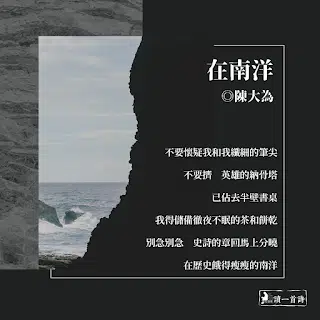 在南洋
◎陳大為
不要懷疑我和我纖細的筆尖
不要擠　英雄的納骨塔
已佔去半壁書桌
我得儲備徹夜不眠的茶和餅乾
別急別急　史詩的章回馬上分曉
在歷史餓得瘦瘦的南洋
讀一首詩